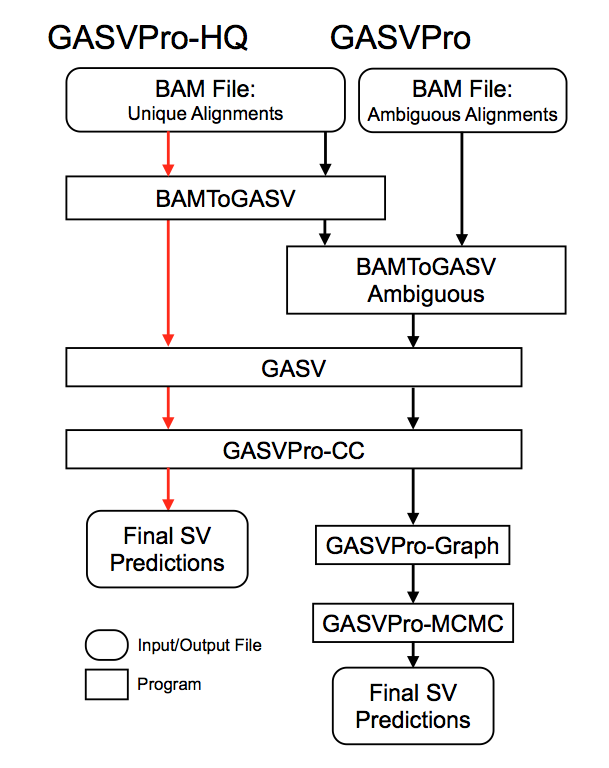 GASVPro-HQ
GASVPro
BAM File:
Unique Alignments
BAM File:
Ambiguous Alignments
BAMToGASV
BAMToGASV
Ambiguous
GASV
GASVPro-CC
Final SV
Predictions
GASVPro-Graph
GASVPro-MCMC
Input/Output File
Program
Final SV
Predictions